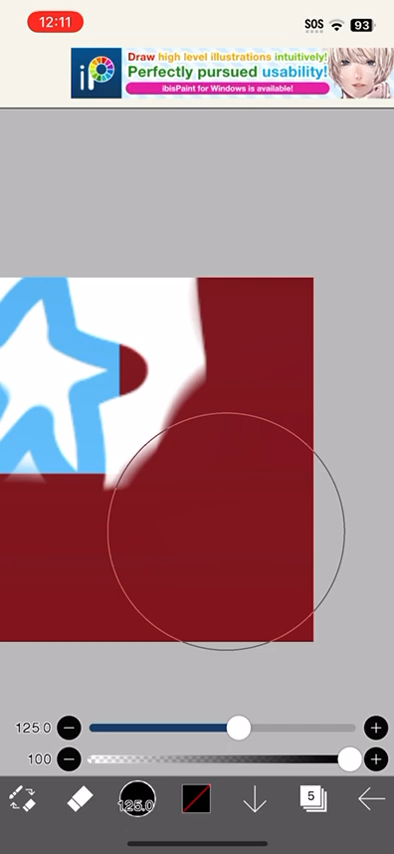 12:11
SOS
93
iP
Draw high level illustrations intuitively!
Perfectly pursued usability!
ibisPaint for Windows is available!
125.0
100
125.0
5